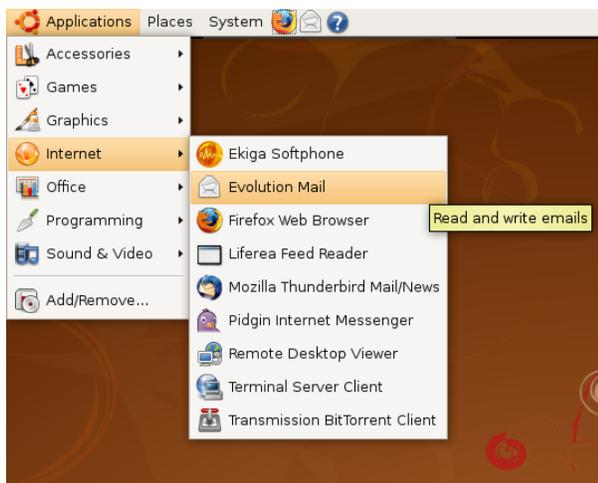 Applications Places System
Accessories
Games
Graphics
Internet
Office
Programming
Sound & Video
Add/Remove...
Ekiga Softphone
Evolution Mail
Firefox Web Browser
Liferea Feed Reader
Mozilla Thunderbird Mail/News
Pidgin Internet Messenger
Remote Desktop Viewer
Terminal Server Client
Transmission BitTorrent Client
Read and write emails